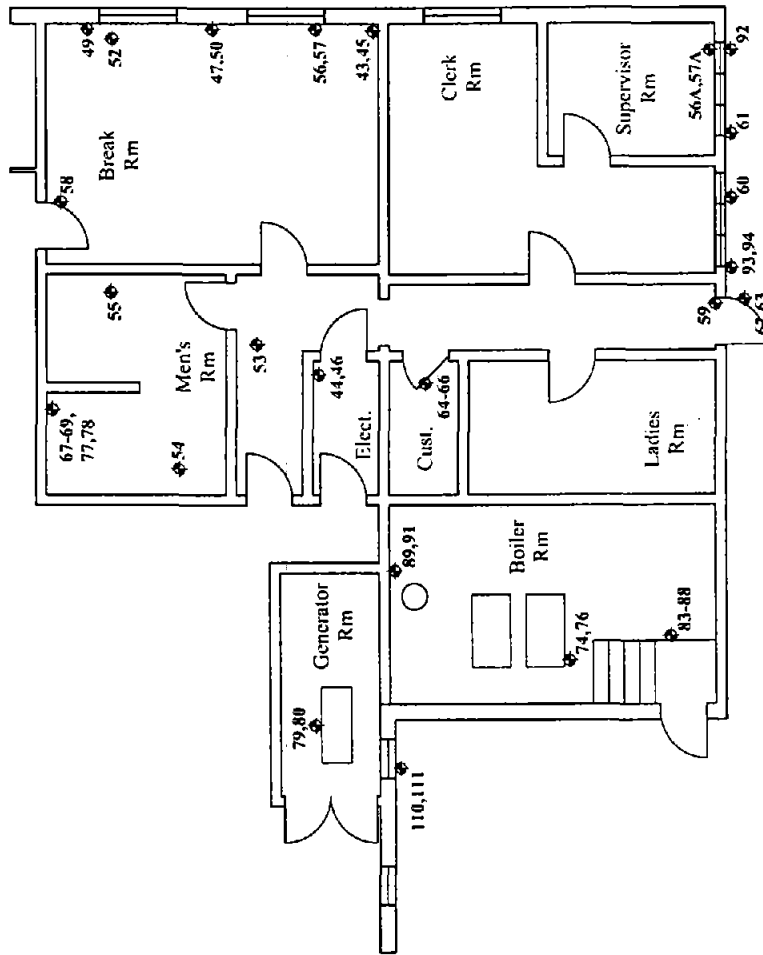 49
52
47,50
56,57
43,45
58
Break
Rm
Clerk
Rm
Supervisor
Rm
56A,57A
92
61
60
93,94
59
62,63
55
Men's
Rm
53
67-69,
77,78
54
44,46
Elect.
64-66
Cust.
Ladies
Rm
89,91
Boiler
Rm
74,76
83-88
Generator
Rm
79,80
110,111